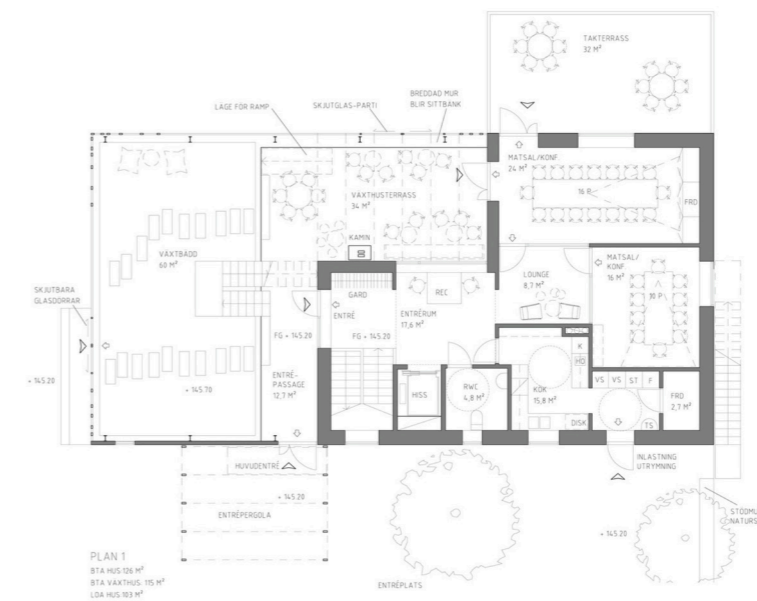 TAKTERRASS
32 M²
BREDDAD MUR
BLIR SITTBÄNK
SKJUTGLAS-PARTI
LÄGE FÖR RAMP
MATSAL/KONF.
24 M²
16 P
FRD
VÄXTHUSTERRASS
34 M²
KAMIN
VÄXTBÄDD
60 M²
SKJUTBARA
GLASDÖRRAR
MATSAL/
KONF.
16 M²
10 P
LOUNGE
8,7 M²
GARD
REC
ENTRÉ
ENTRÉRUM
17,6 M²
FG + 145.20
FG + 145.20
+ 145.20
+ 145.70
ENTRÉ-
PASSAGE
12,7 M²
HISS
RWC
4,8 M²
KÖK
15,8 M²
K
HO
DISK
VS
VS
ST
F
TS
FRD
2,7 M²
HUVUDENTRÉ
INLASTNING
UTRYMNING
+ 145.20
ENTRÉPERGOLA
+ 145.20
STÖDMU
NATURS
ENTRÉPLATS
PLAN 1
BTA HUS:126 M²
BTA VÄXTHUS: 115 M²
LOA HUS:103 M²